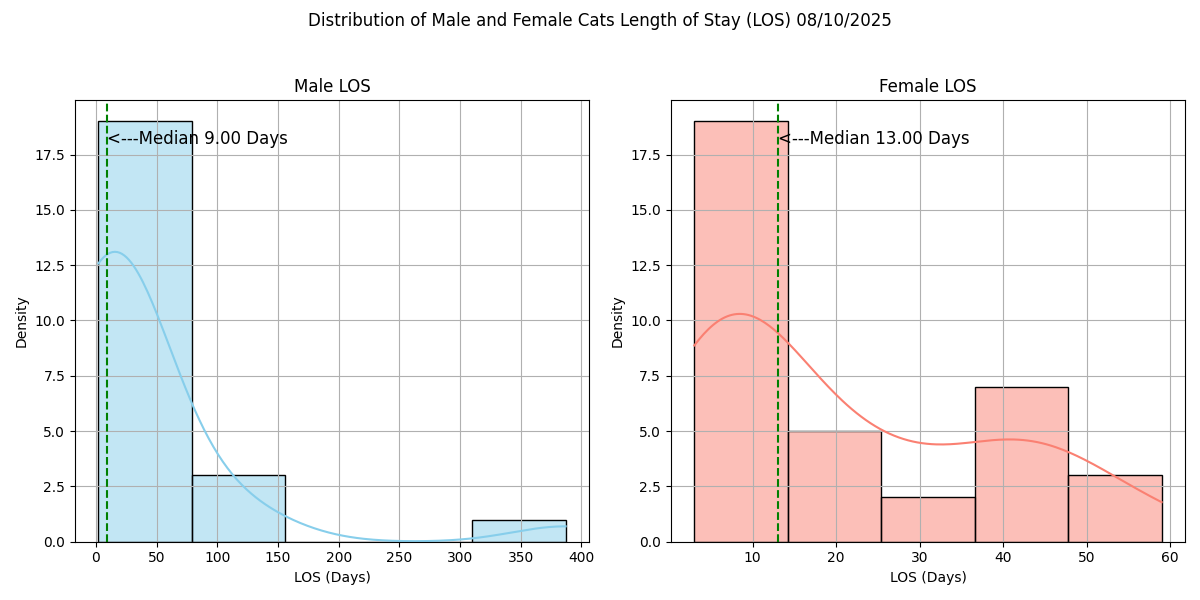 Distribution of Male and Female Cats Length of Stay (LOS) 08/10/2025
Male LOS
<---Median 9.00 Days
Density
17.5
15.0
12.5
10.0
7.5
5.0
2.5
0.0
0 50 100 150 200 250 300 350 400
LOS (Days)
Female LOS
<---Median 13.00 Days
Density
17.5
15.0
12.5
10.0
7.5
5.0
2.5
0.0
10 20 30 40 50 60
LOS (Days)